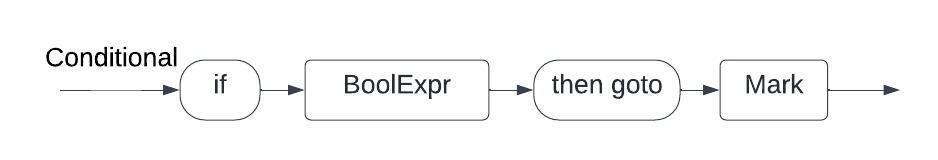 Conditional
if
BoolExpr
then goto
Mark